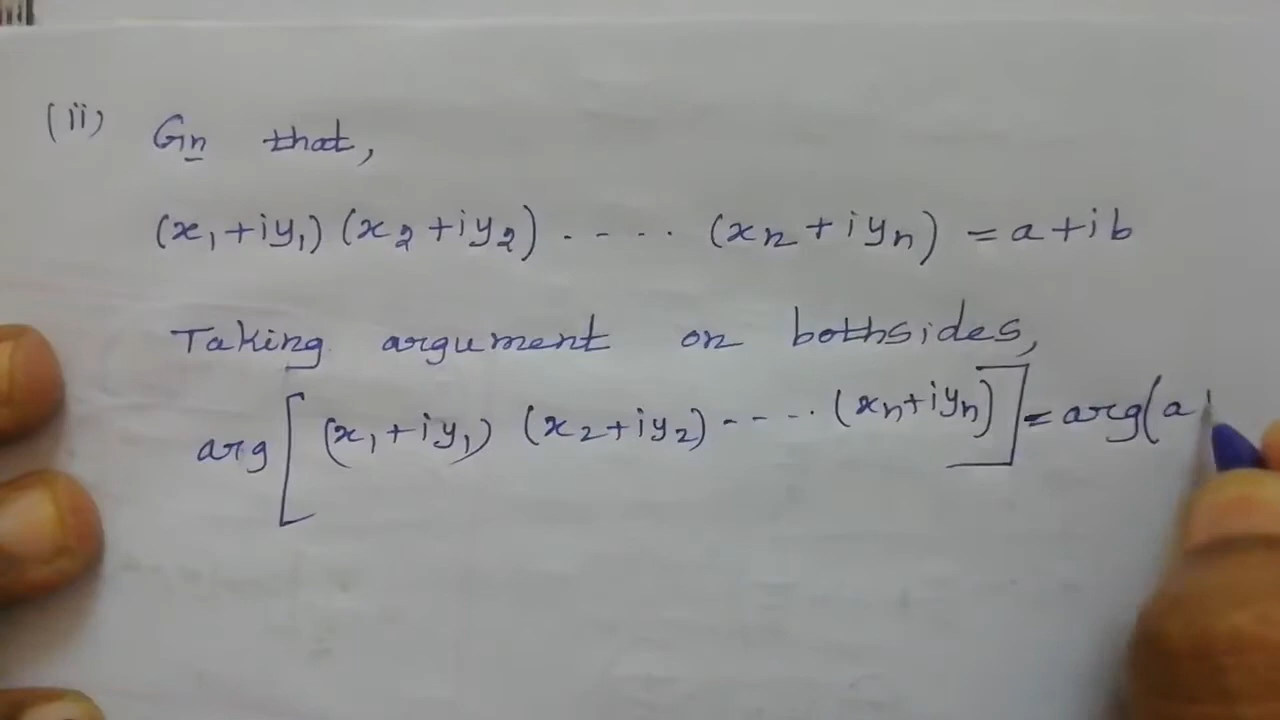 (ii) Gn that,
(x₁+iy₁) (x₂+iy₂) ..... (xₙ+iyₙ) = a+ib
Taking argument on bothsides,
arg[(x₁+iy₁) (x₂+iy₂) ..... (xₙ+iyₙ)] = arg(a